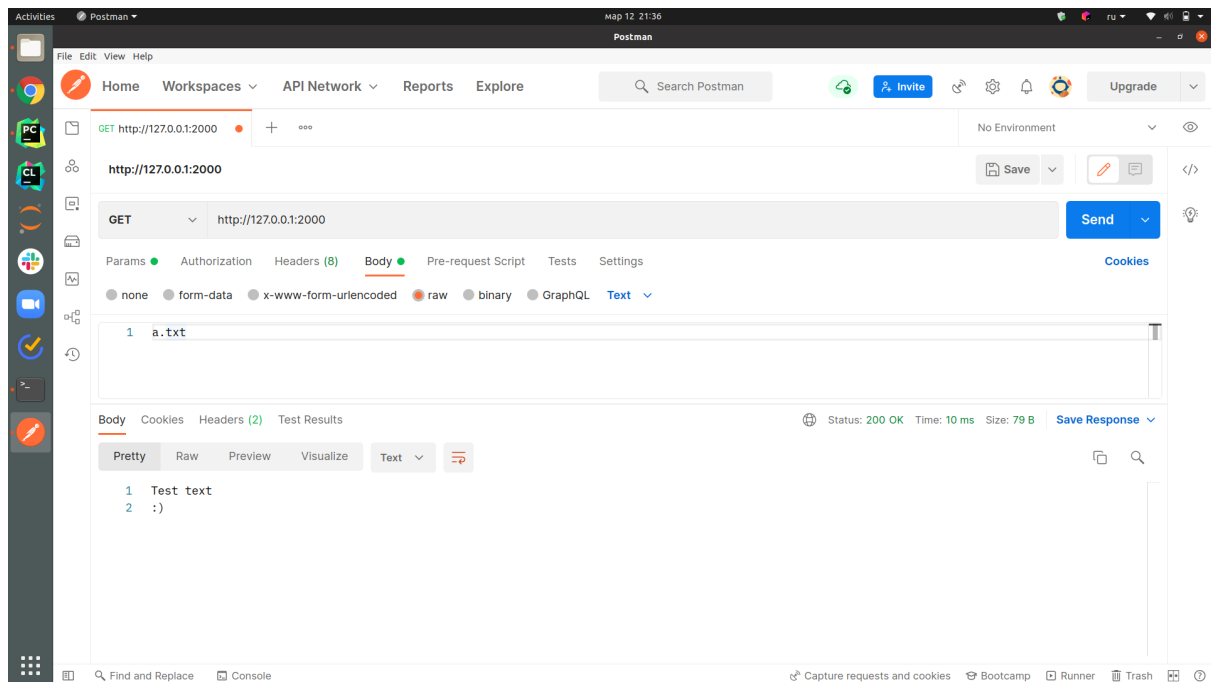 Activities Postman мар 12 21:36 ru
Postman
File Edit View Help
Home Workspaces API Network Reports Explore Search Postman Invite Upgrade
GET http://127.0.0.1:2000 No Environment
http://127.0.0.1:2000 Save
GET http://127.0.0.1:2000 Send
Params Authorization Headers (8) Body Pre-request Script Tests Settings Cookies
none form-data x-www-form-urlencoded raw binary GraphQL Text
1 a.txt
Body Cookies Headers (2) Test Results Status: 200 OK Time: 10 ms Size: 79 B Save Response
Pretty Raw Preview Visualize Text
1 Test text
2 :)
Find and Replace Console Capture requests and cookies Bootcamp Runner Trash
PC
CL